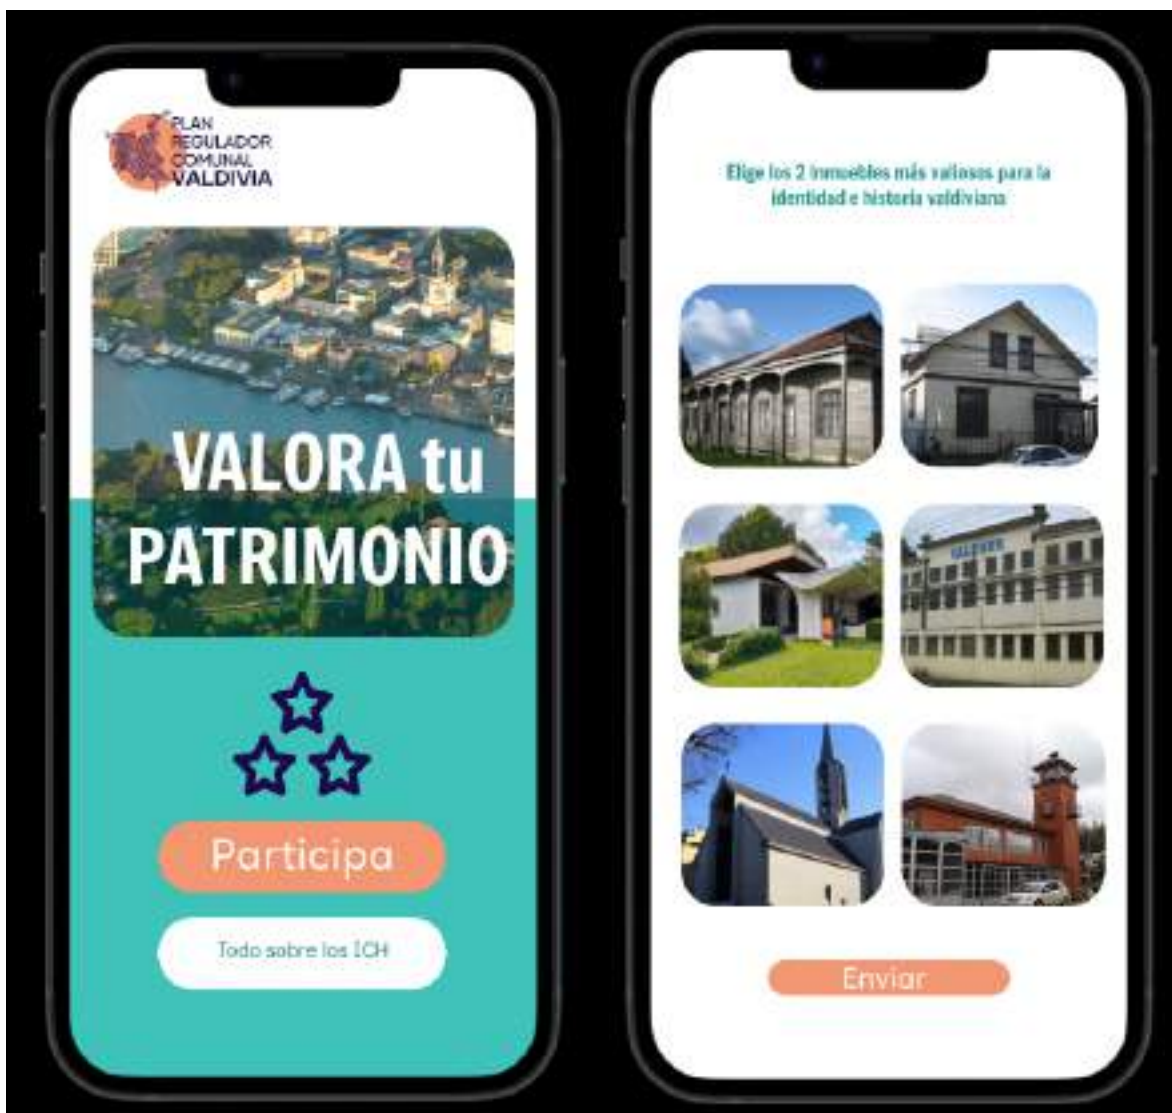 PLAN
REGULADOR
COMUNAL
VALDIVIA
VALORA tu
PATRIMONIO
Participa
Todo sobre los ICH
Elige los 2 inmuebles más valiosos para la
identidad e historia valdiviana
Enviar